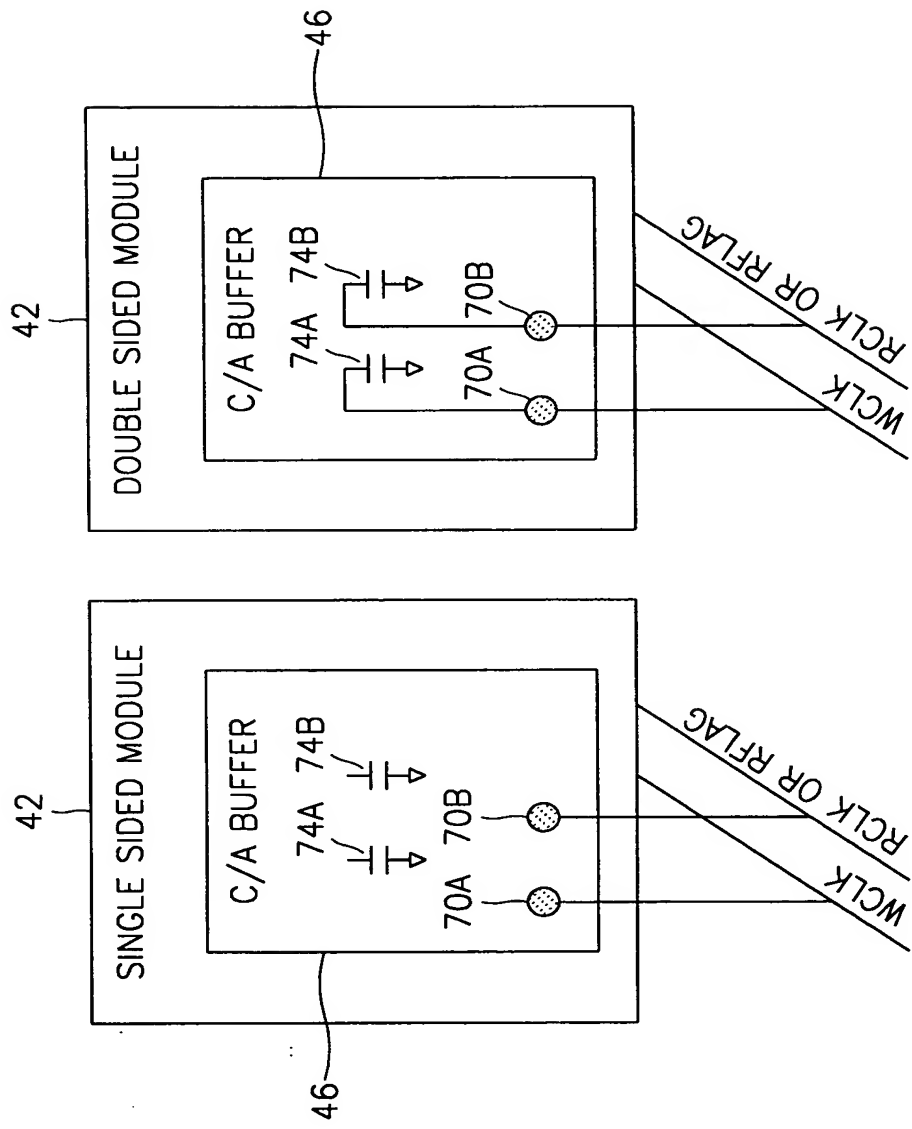 42
SINGLE SIDED MODULE
C/A BUFFER
74A
74B
70A
70B
46
WCLK
RCLK OR RFLAG
42
DOUBLE SIDED MODULE
C/A BUFFER
74A
74B
70A
70B
46
WCLK
RCLK OR RFLAG